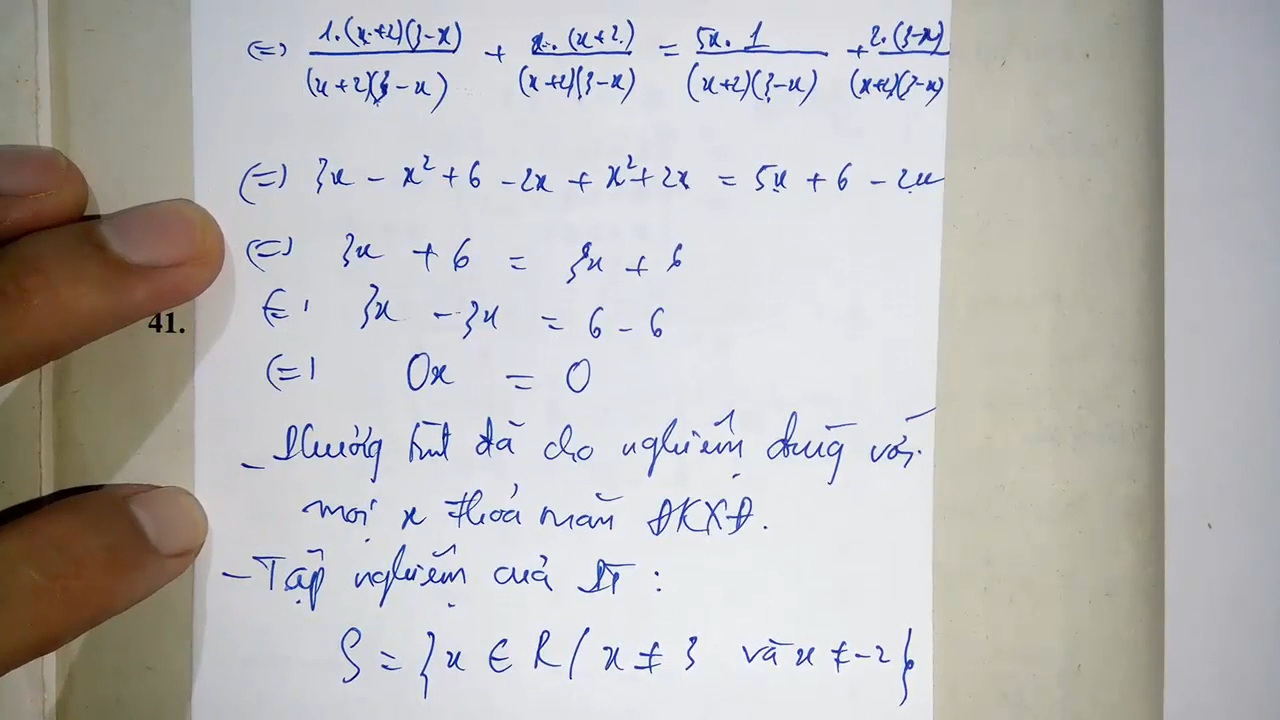 (=) 1.(x+2)(3-x) / (x+2)(3-x) + x.(x+2) / (x+2)(3-x) = 5x.1 / (x+2)(3-x) + 2.(3-x) / (x+2)(3-x)
(=) 3x - x² + 6 - 2x + x² + 2x = 5x + 6 - 2x
(=) 3x + 6 = 3x + 6
(=) 3x - 3x = 6 - 6
41.
(=) 0x = 0
- Phương trình đã cho nghiệm đúng với
mọi x thoả mãn ĐKXĐ.
- Tập nghiệm của PT :
S = {x ∈ R / x ≠ 3 và x ≠ -2}